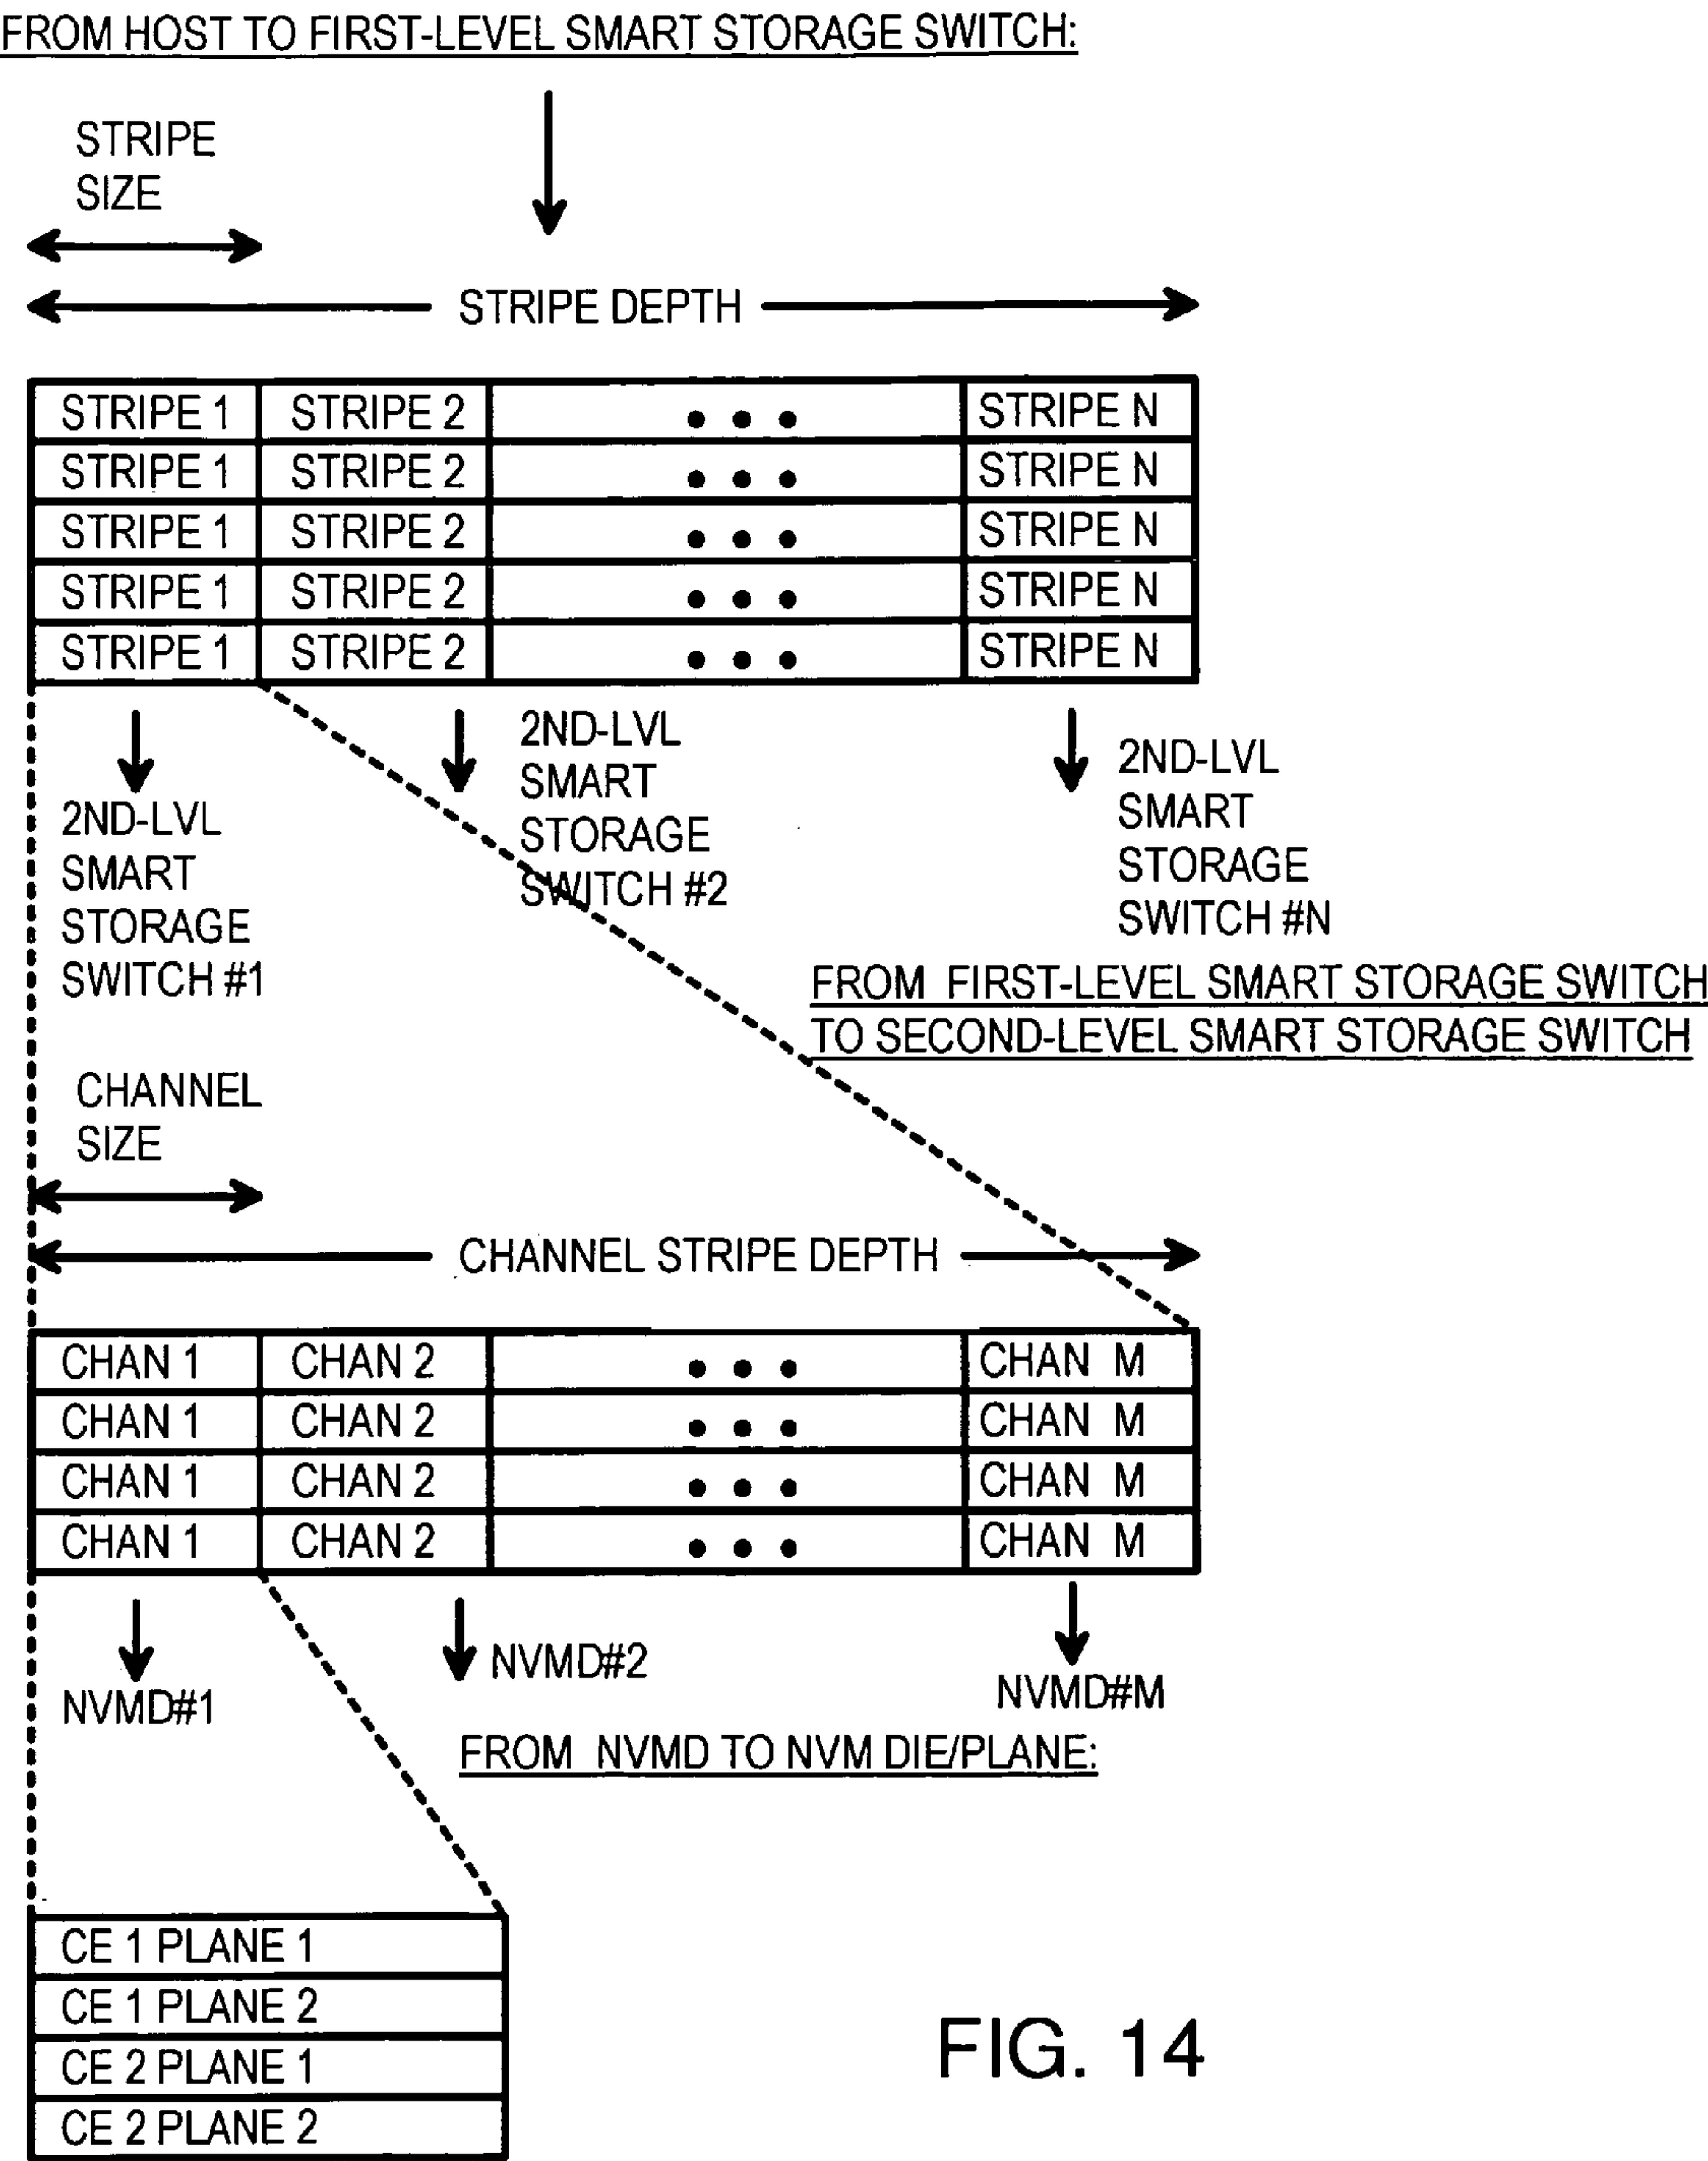 FROM HOST TO FIRST-LEVEL SMART STORAGE SWITCH:
STRIPE
SIZE
STRIPE DEPTH
STRIPE 1 STRIPE 2 • • • STRIPE N
STRIPE 1 STRIPE 2 • • • STRIPE N
STRIPE 1 STRIPE 2 • • • STRIPE N
STRIPE 1 STRIPE 2 • • • STRIPE N
STRIPE 1 STRIPE 2 • • • STRIPE N
2ND-LVL
SMART
STORAGE
SWITCH #1
2ND-LVL
SMART
STORAGE
SWITCH #2
2ND-LVL
SMART
STORAGE
SWITCH #N
FROM FIRST-LEVEL SMART STORAGE SWITCH
TO SECOND-LEVEL SMART STORAGE SWITCH
CHANNEL
SIZE
CHANNEL STRIPE DEPTH
CHAN 1 CHAN 2 • • • CHAN M
CHAN 1 CHAN 2 • • • CHAN M
CHAN 1 CHAN 2 • • • CHAN M
CHAN 1 CHAN 2 • • • CHAN M
NVMD#1
NVMD#2
NVMD#M
FROM NVMD TO NVM DIE/PLANE:
CE 1 PLANE 1
CE 1 PLANE 2
CE 2 PLANE 1
CE 2 PLANE 2
FIG. 14